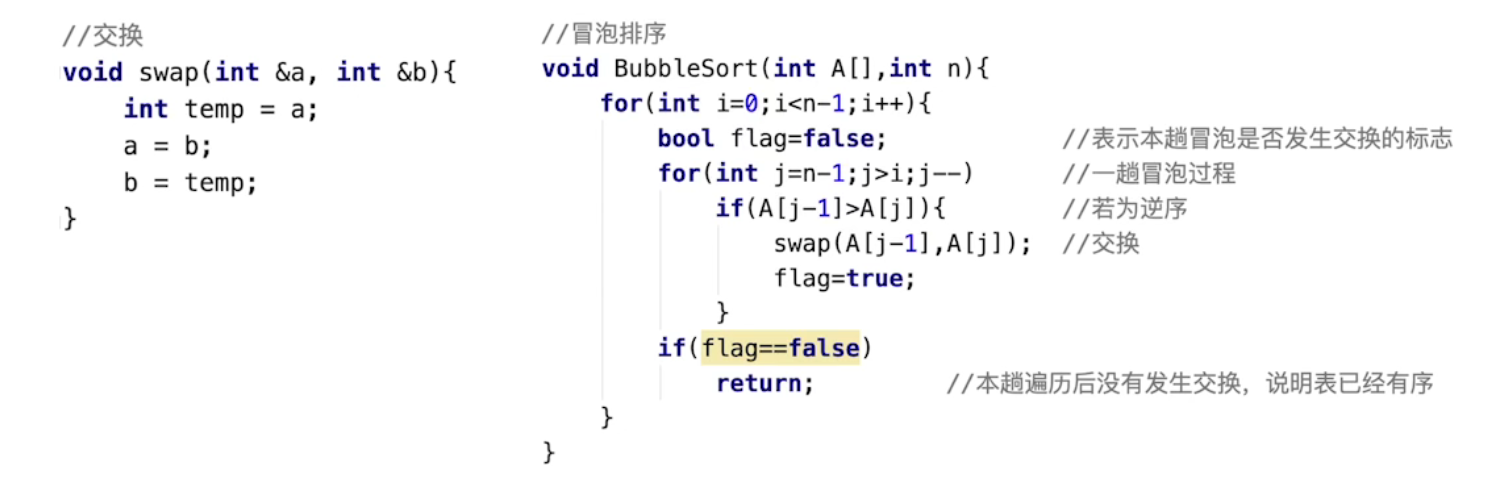 //交换
void swap(int &a, int &b){
    int temp = a;
    a = b;
    b = temp;
}
//冒泡排序
void BubbleSort(int A[],int n){
    for(int i=0;i<n-1;i++){
        bool flag=false;            //表示本趟冒泡是否发生交换的标志
        for(int j=n-1;j>i;j--)      //一趟冒泡过程
            if(A[j-1]>A[j]){        //若为逆序
                swap(A[j-1],A[j]);  //交换
                flag=true;
            }
        if(flag==false)
            return;         //本趟遍历后没有发生交换，说明表已经有序
    }
}